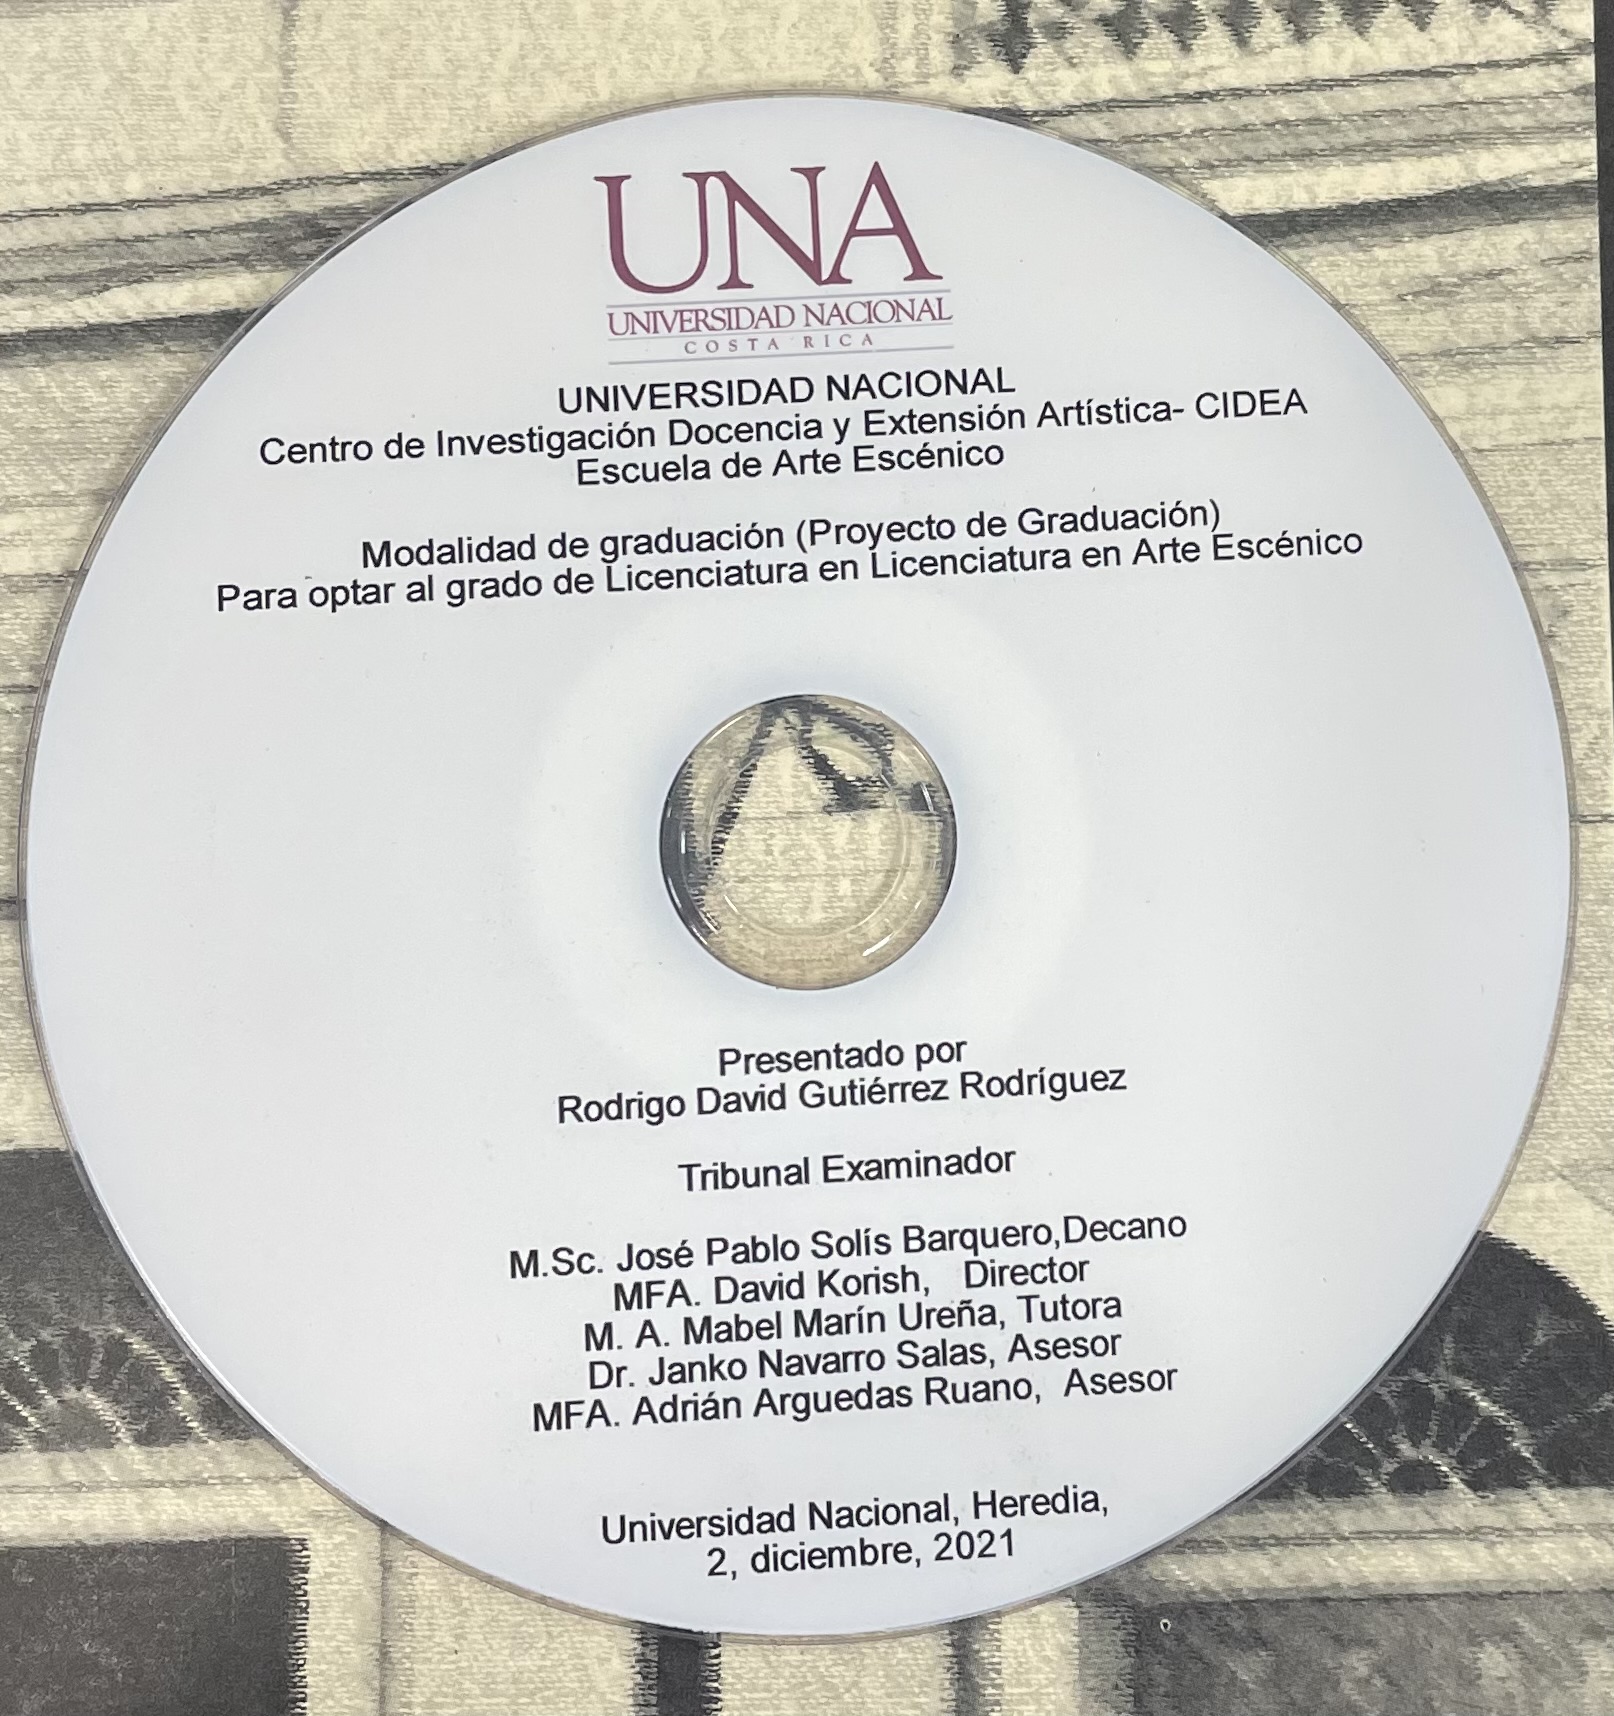 UNA
UNIVERSIDAD NACIONAL
COSTA RICA
UNIVERSIDAD NACIONAL
Centro de Investigación Docencia y Extensión Artística- CIDEA
Escuela de Arte Escénico
Modalidad de graduación (Proyecto de Graduación)
Para optar al grado de Licenciatura en Licenciatura en Arte Escénico
Presentado por
Rodrigo David Gutiérrez Rodríguez
Tribunal Examinador
M.Sc. José Pablo Solís Barquero,Decano
MFA. David Korish, Director
M. A. Mabel Marín Ureña, Tutora
Dr. Janko Navarro Salas, Asesor
MFA. Adrián Arguedas Ruano, Asesor
Universidad Nacional, Heredia,
2, diciembre, 2021